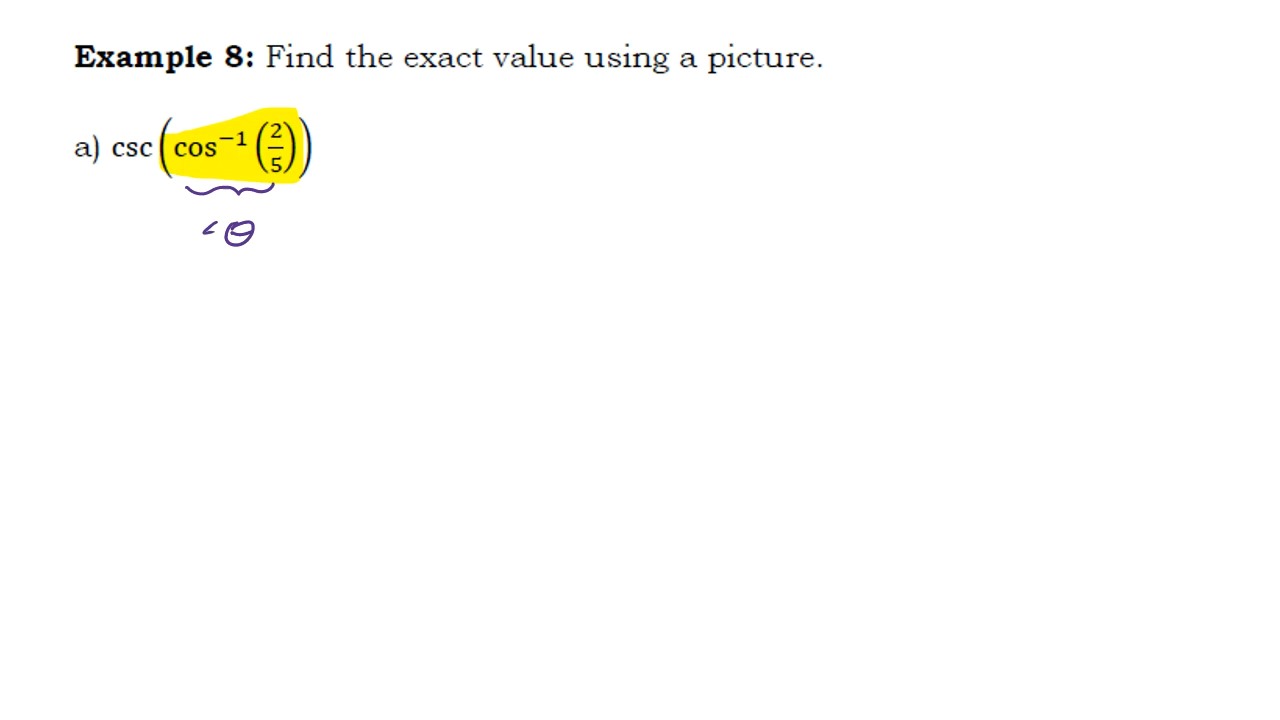 Example 8: Find the exact value using a picture.
a) csc(cos⁻¹(2/5))
∠θ